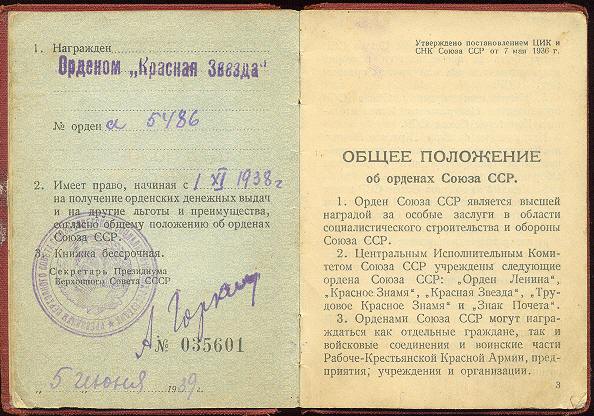 1. Награжден
Орденом „Красная Звезда"
№ ордена 5486
2. Имеет право, начиная с 1 XI 1938 г
на получение орденских денежных выдач
и на другие льготы и преимущества,
согласно общему положению об орденах
Союза ССР.
3. Книжка бессрочная.
Секретарь Президиума
Верховного Совета СССР
А Горкин
№ 035601
„5 июня 1939 г.
Утверждено постановлением ЦИК и
СНК Союза ССР от 7 мая 1936 г.
ОБЩЕЕ ПОЛОЖЕНИЕ
об орденах Союза ССР.
1. Орден Союза ССР является высшей
наградой за особые заслуги в области
социалистического строительства и обороны
Союза ССР.
2. Центральным Исполнительным Коми-
тетом Союза ССР учреждены следующие
ордена Союза ССР: „Орден Ленина",
„Красное Знамя", „Красная Звезда", „Тру-
довое Красное Знамя" и „Знак Почета".
3. Орденами Союза ССР могут наг-
раждаться как отдельные граждане, так и
войсковые соединения и воинские части
Рабоче-Крестьянской Красной Армии, пред-
приятия, учреждения и организации.
3